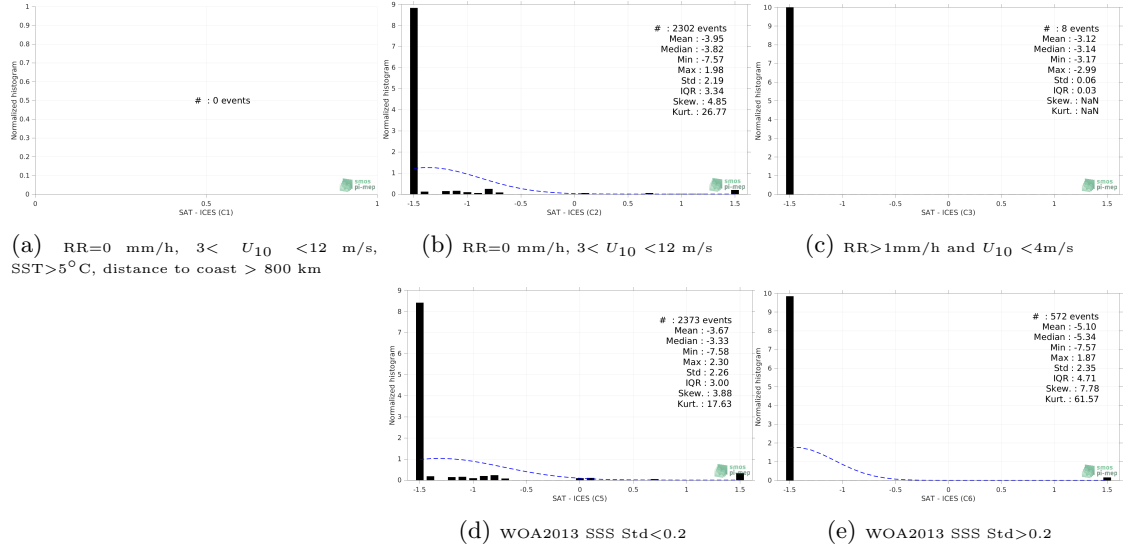 1
0.9
0.8
0.7
0.6
0.5
0.4
0.3
0.2
0.1
0
Normalized histogram
# : 0 events
smos
pi-mep
0 0.5 1
SAT - ICES (C1)
(a) RR=0 mm/h, 3< U10 <12 m/s,
SST>5°C, distance to coast > 800 km
9
8
7
6
5
4
3
2
1
0
Normalized histogram
# : 2302 events
Mean : -3.95
Median : -3.82
Min : -7.57
Max : 1.98
Std : 2.19
IQR : 3.34
Skew. : 4.85
Kurt. : 26.77
smos
pi-mep
-1.5 -1 -0.5 0 0.5 1 1.5
SAT - ICES (C2)
(b) RR=0 mm/h, 3< U10 <12 m/s
10
9
8
7
6
5
4
3
2
1
0
Normalized histogram
# : 8 events
Mean : -3.12
Median : -3.14
Min : -3.17
Max : -2.99
Std : 0.06
IQR : 0.03
Skew. : NaN
Kurt. : NaN
smos
pi-mep
-1.5 -1 -0.5 0 0.5 1 1.5
SAT - ICES (C3)
(c) RR>1mm/h and U10 <4m/s
9
8
7
6
5
4
3
2
1
0
Normalized histogram
# : 2373 events
Mean : -3.67
Median : -3.33
Min : -7.58
Max : 2.30
Std : 2.26
IQR : 3.00
Skew. : 3.88
Kurt. : 17.63
smos
pi-mep
-1.5 -1 -0.5 0 0.5 1 1.5
SAT - ICES (C5)
(d) WOA2013 SSS Std<0.2
10
9
8
7
6
5
4
3
2
1
0
Normalized histogram
# : 572 events
Mean : -5.10
Median : -5.34
Min : -7.57
Max : 1.87
Std : 2.35
IQR : 4.71
Skew. : 7.78
Kurt. : 61.57
smos
pi-mep
-1.5 -1 -0.5 0 0.5 1 1.5
SAT - ICES (C6)
(e) WOA2013 SSS Std>0.2